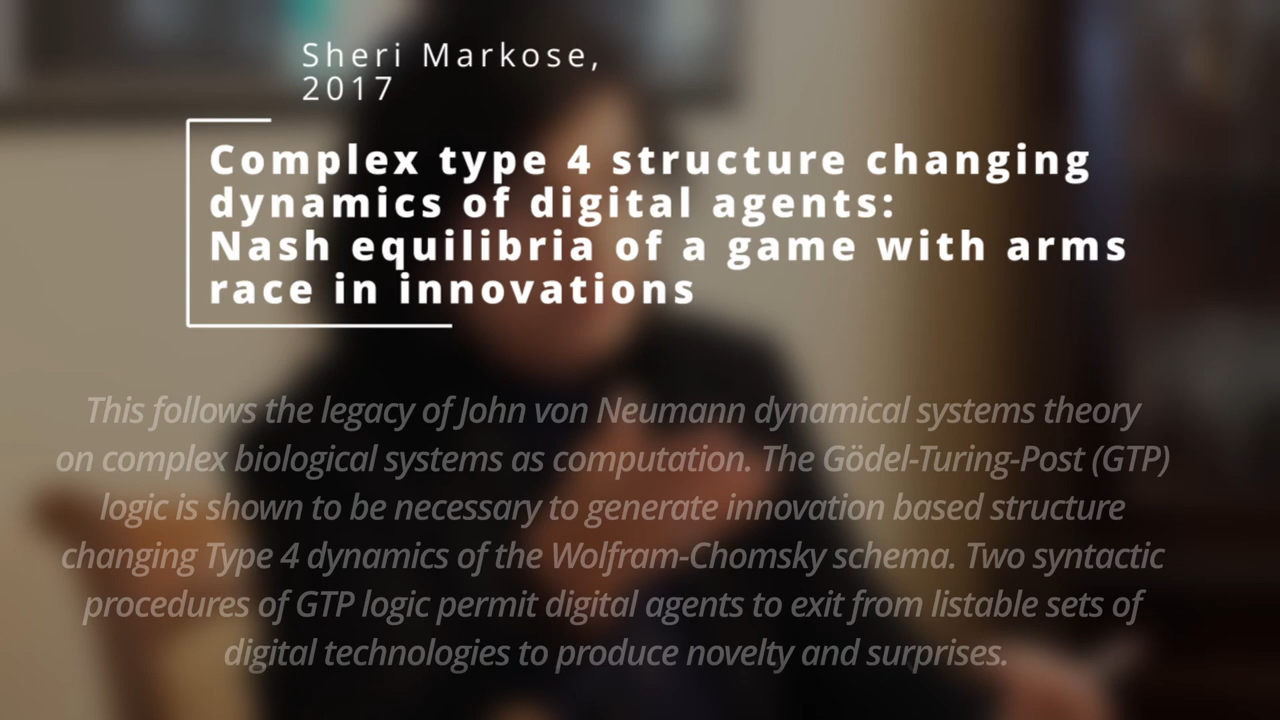 Sheri Markose,
2017
Complex type 4 structure changing
dynamics of digital agents:
Nash equilibria of a game with arms
race in innovations
This follows the legacy of John von Neumann dynamical systems theory
on complex biological systems as computation. The Gödel-Turing-Post (GTP)
logic is shown to be necessary to generate innovation based structure
changing Type 4 dynamics of the Wolfram-Chomsky schema. Two syntactic
procedures of GTP logic permit digital agents to exit from listable sets of
digital technologies to produce novelty and surprises.